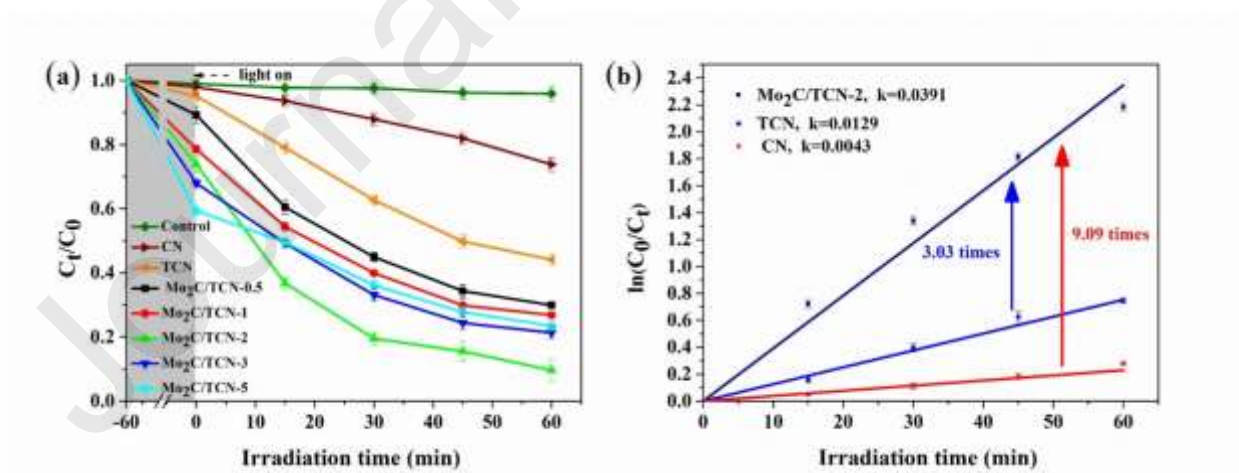 Journal
(a)
light on
1.0
0.8
0.6
0.4
0.2
0.0
Ct/C0
Control
CN
TCN
Mo2C/TCN-0.5
Mo2C/TCN-1
Mo2C/TCN-2
Mo2C/TCN-3
Mo2C/TCN-5
-60 0 10 20 30 40 50 60
Irradiation time (min)
(b)
2.4
2.2
2.0
1.8
1.6
1.4
1.2
1.0
0.8
0.6
0.4
0.2
0.0
ln(C0/Ct)
Mo2C/TCN-2, k=0.0391
TCN, k=0.0129
CN, k=0.0043
3.03 times
9.09 times
0 10 20 30 40 50 60
Irradiation time (min)